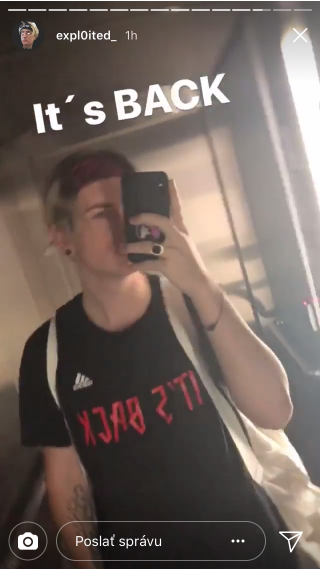 expl0ited_ 1h
It´s BACK
IT'S BACK
Poslať správu